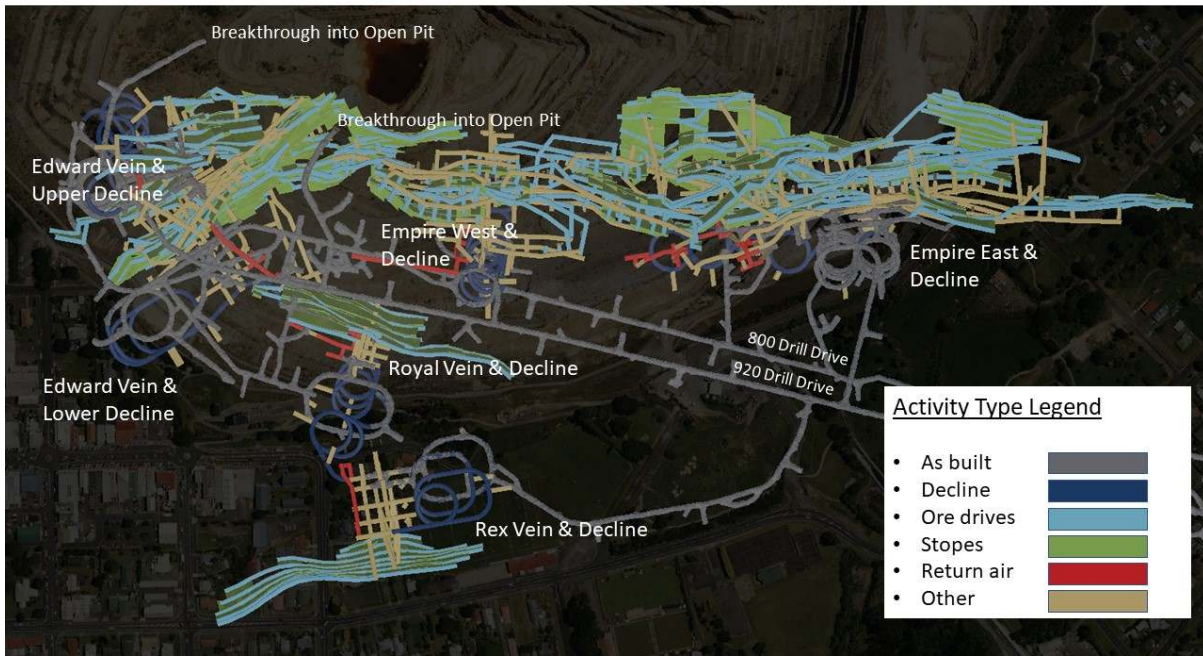 Breakthrough into Open Pit
Breakthrough into Open Pit
Edward Vein &
Upper Decline
Empire West &
Decline
Empire East &
Decline
800 Drill Drive
920 Drill Drive
Royal Vein & Decline
Edward Vein &
Lower Decline
Rex Vein & Decline
Activity Type Legend
• As built
• Decline
• Ore drives
• Stopes
• Return air
• Other